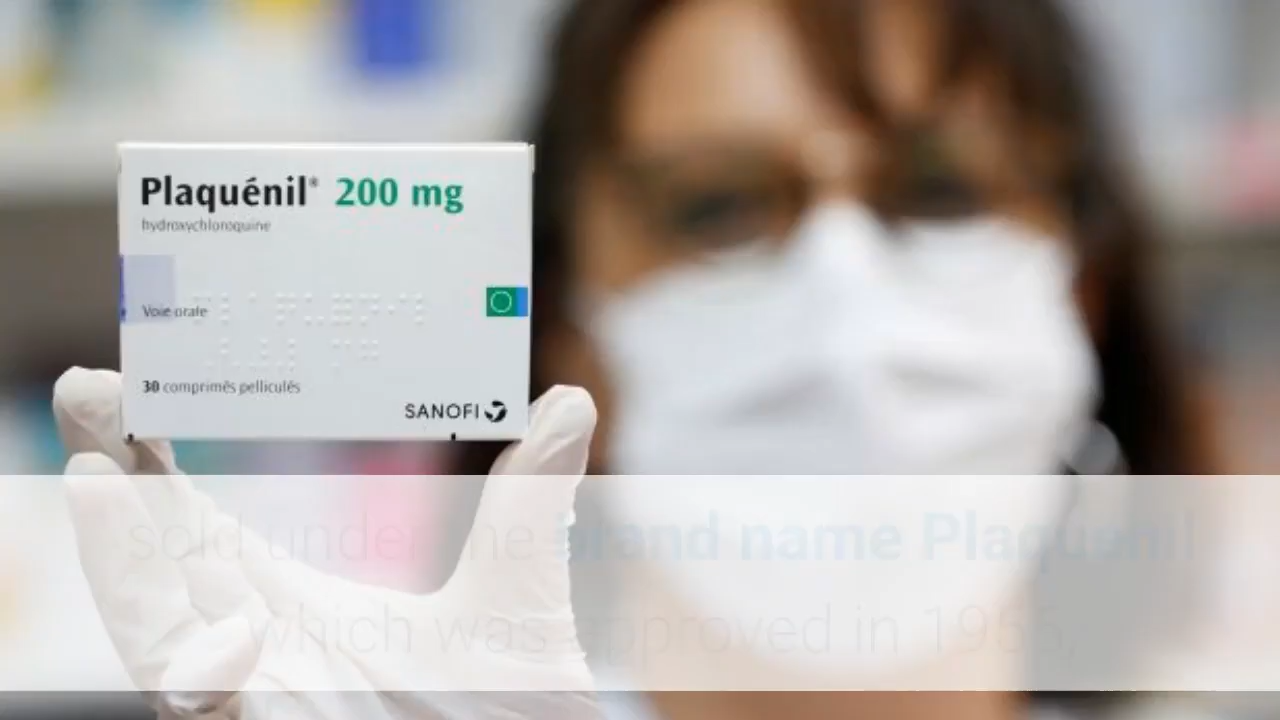 Plaquénil® 200 mg
hydroxychloroquine
Voie orale
30 comprimés pelliculés
SANOFI
sold under the brand name Plaquenil
which was approved in 1955,